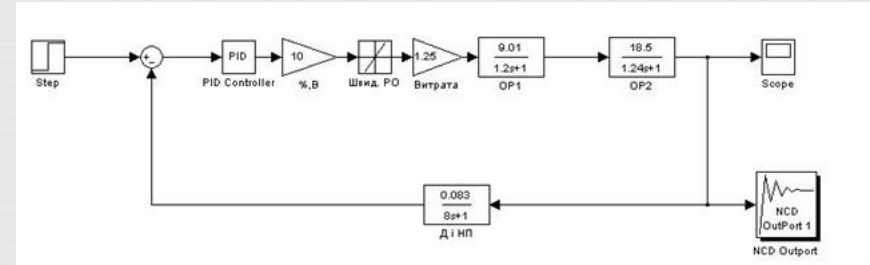 Step
+
-
PID
PID Controller
10
%,В
Швид. РО
1.25
Витрата
9.01
1.2s+1
ОР1
18.5
1.24s+1
ОР2
Scope
0.083
8s+1
Д і НП
NCD
OutPort 1
NCD Outport